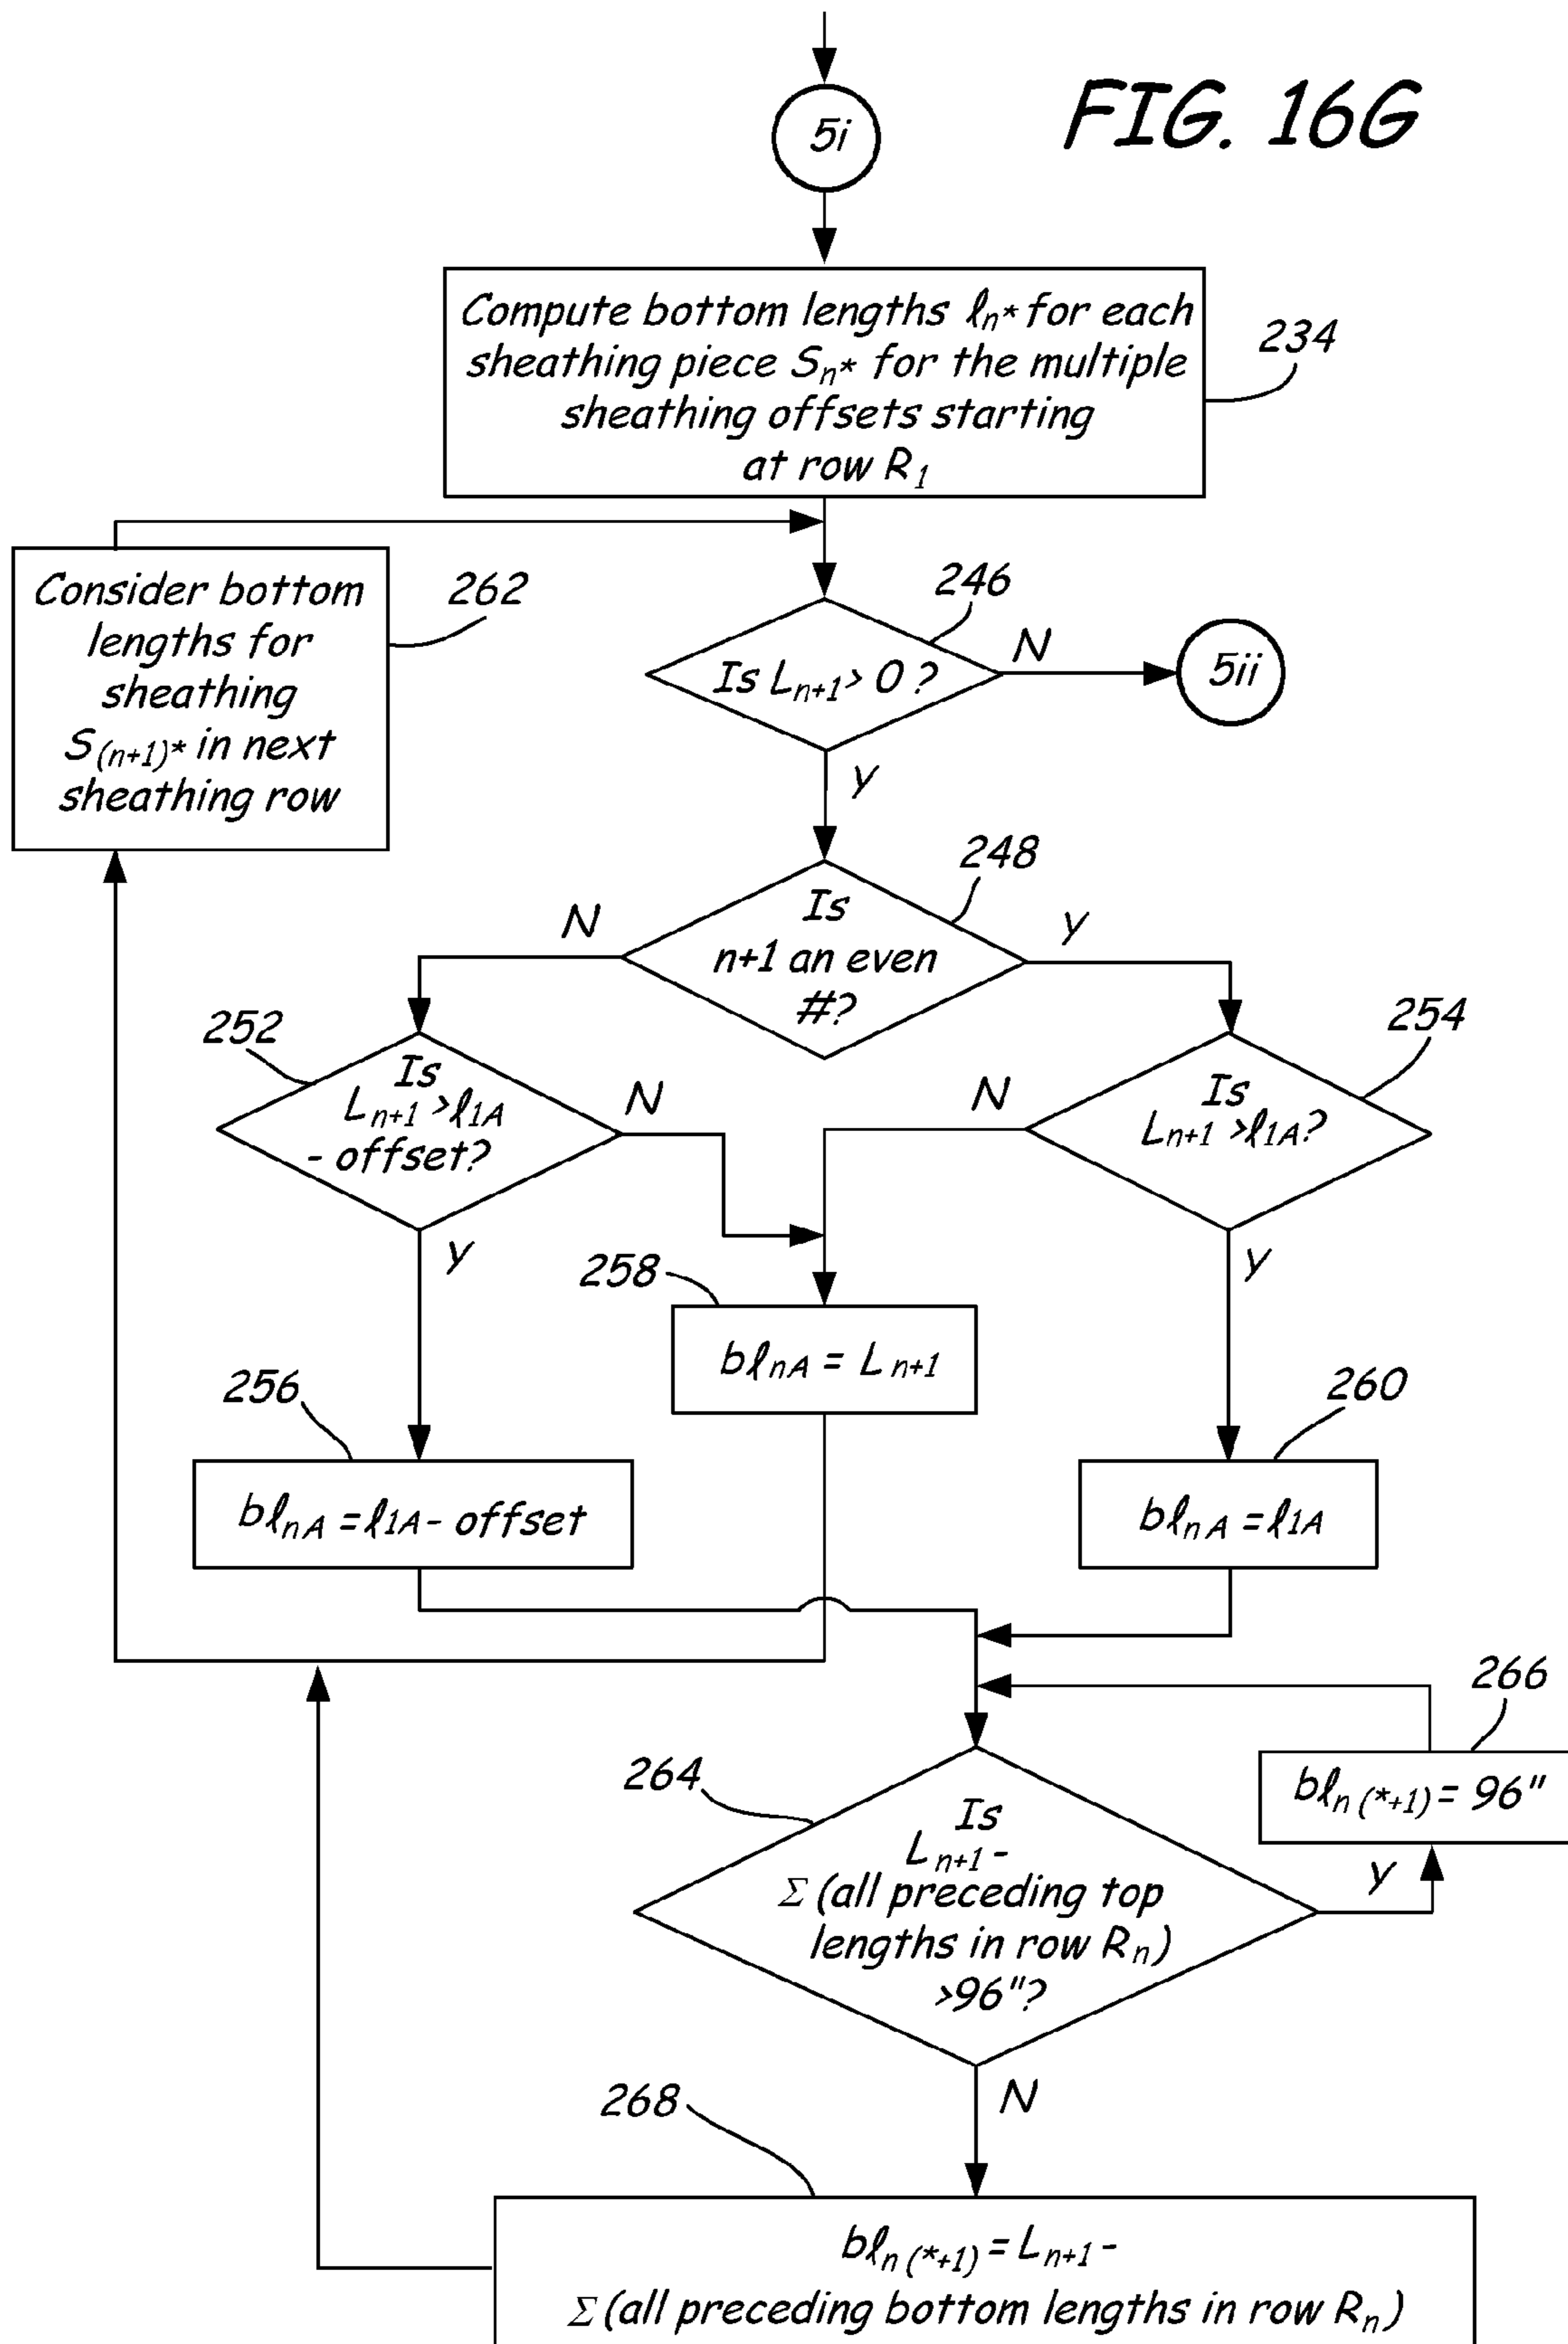 FIG. 16G
5i
Compute bottom lengths ℓn* for each
sheathing piece Sn* for the multiple
sheathing offsets starting
at row R1
234
Consider bottom
lengths for
sheathing
S(n+1)* in next
sheathing row
262
246
Is Ln+1 > 0 ?
N
5ii
Y
248
Is
n+1 an even
#?
N
Y
252
Is
Ln+1 >ℓ1A
- offset?
N
Y
254
Is
Ln+1 >ℓ1A?
N
Y
258
bℓnA = Ln+1
256
bℓnA =ℓ1A- offset
260
bℓnA =ℓ1A
266
bℓn (*+1) = 96"
264
Is
Ln+1 -
Σ (all preceding top
lengths in row Rn)
>96"?
Y
N
268
bℓn (*+1) = Ln+1 -
Σ (all preceding bottom lengths in row Rn)